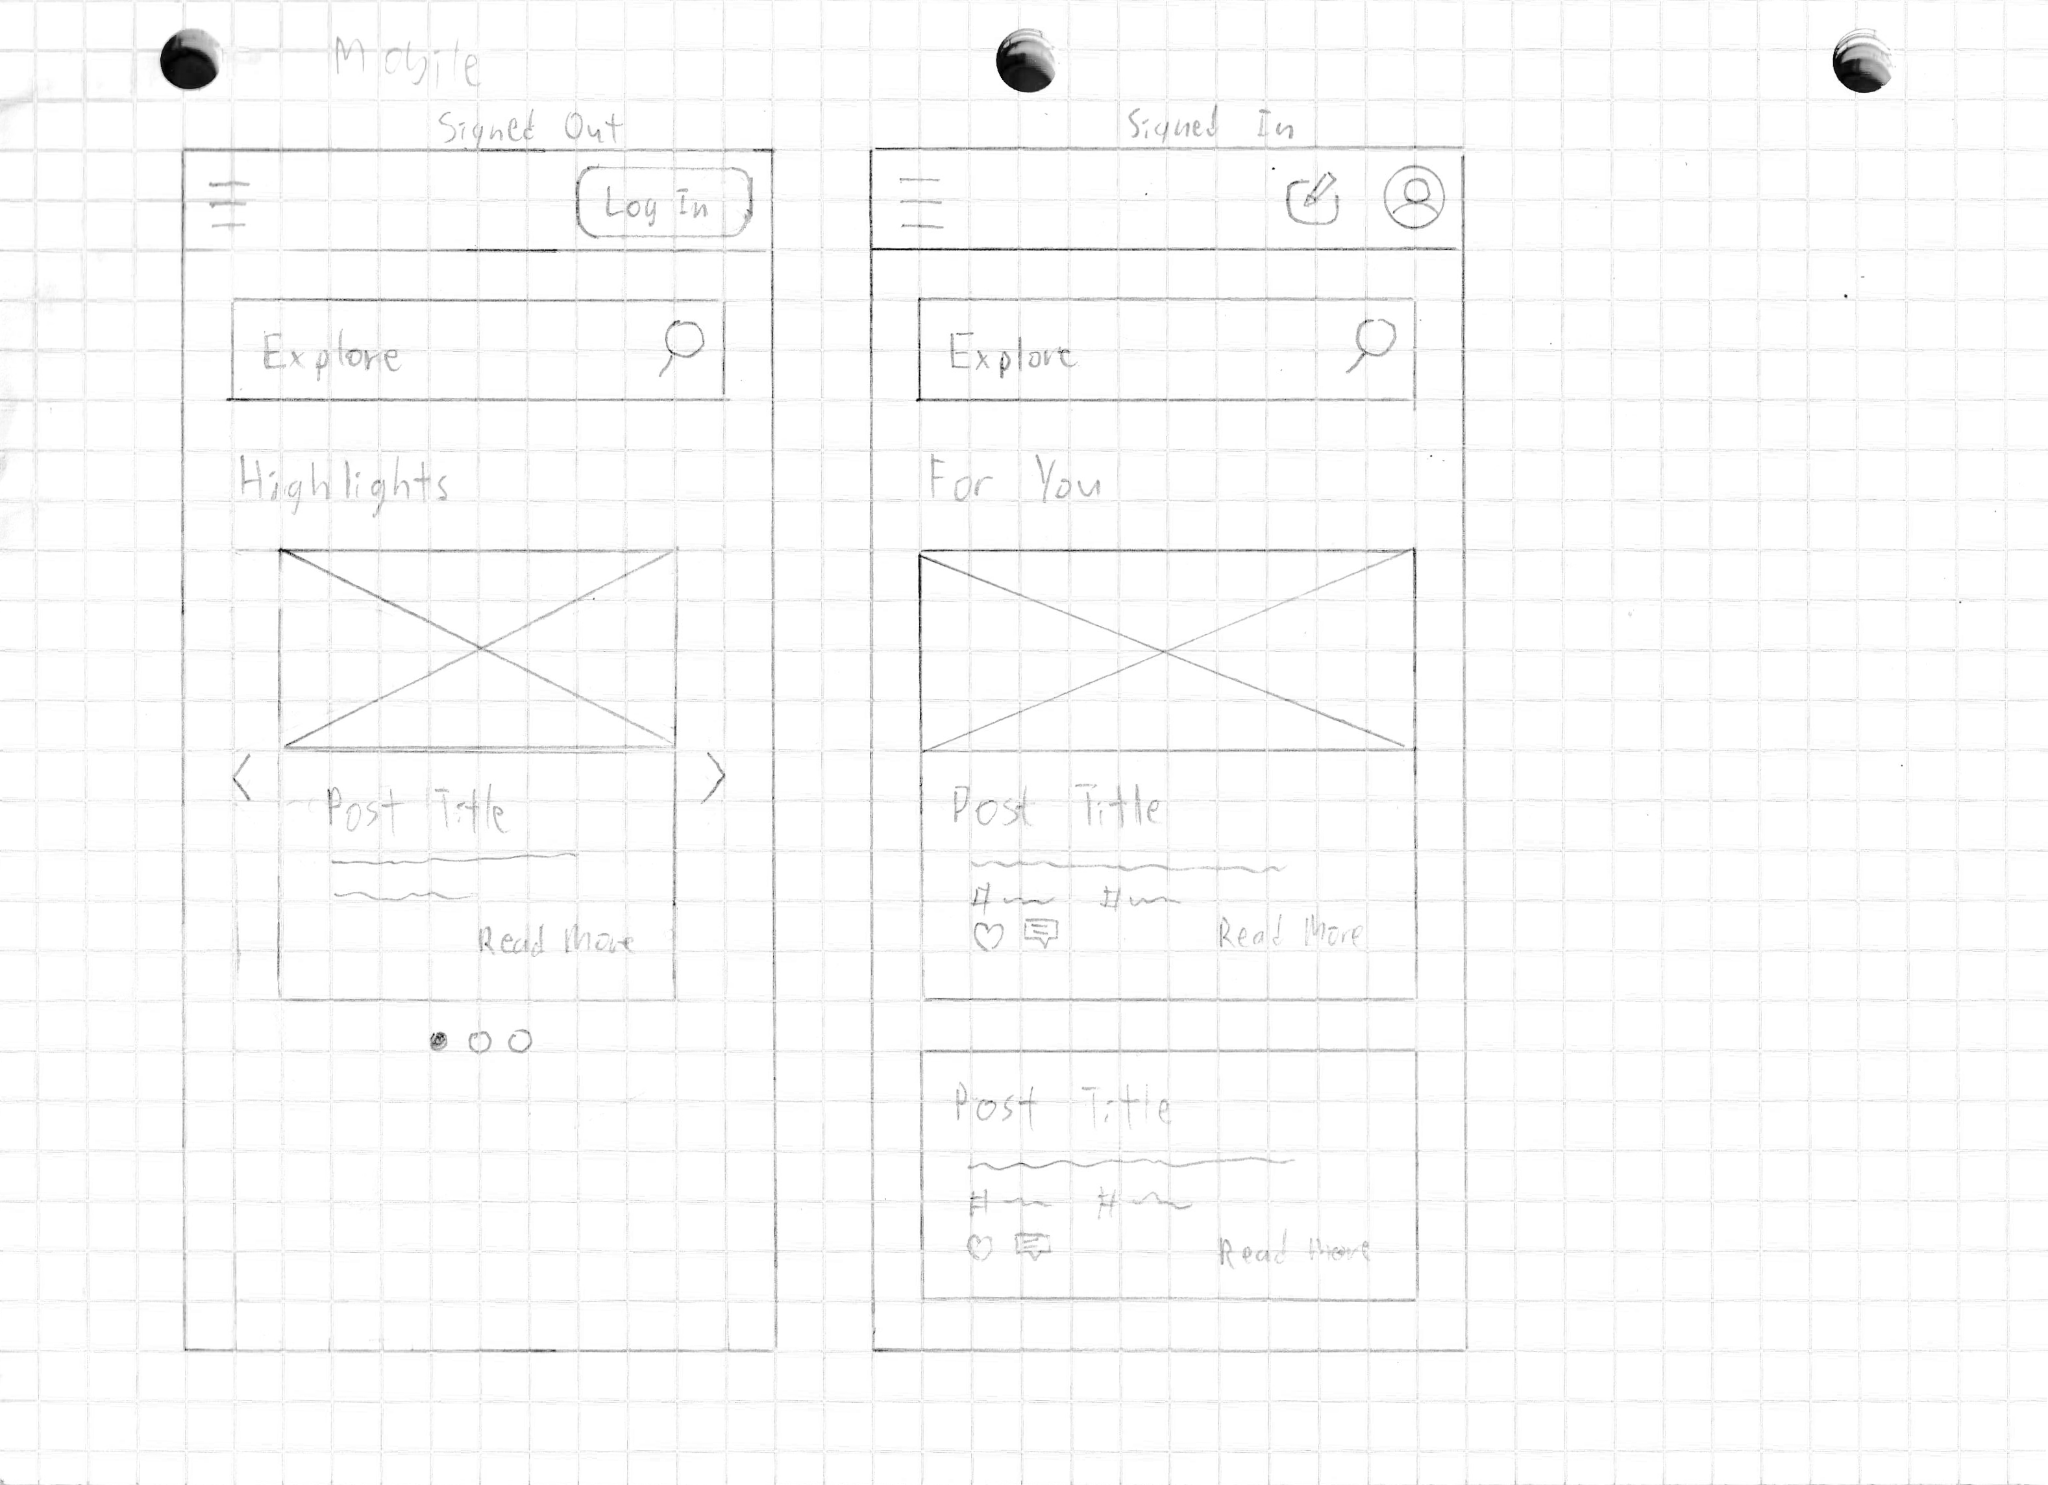 Mobile
Signed Out
Log In
Explore
Highlights
Post Title
Read More
Signed In
Explore
For You
Post Title
# #
Read More
Post Title
# #
Read More